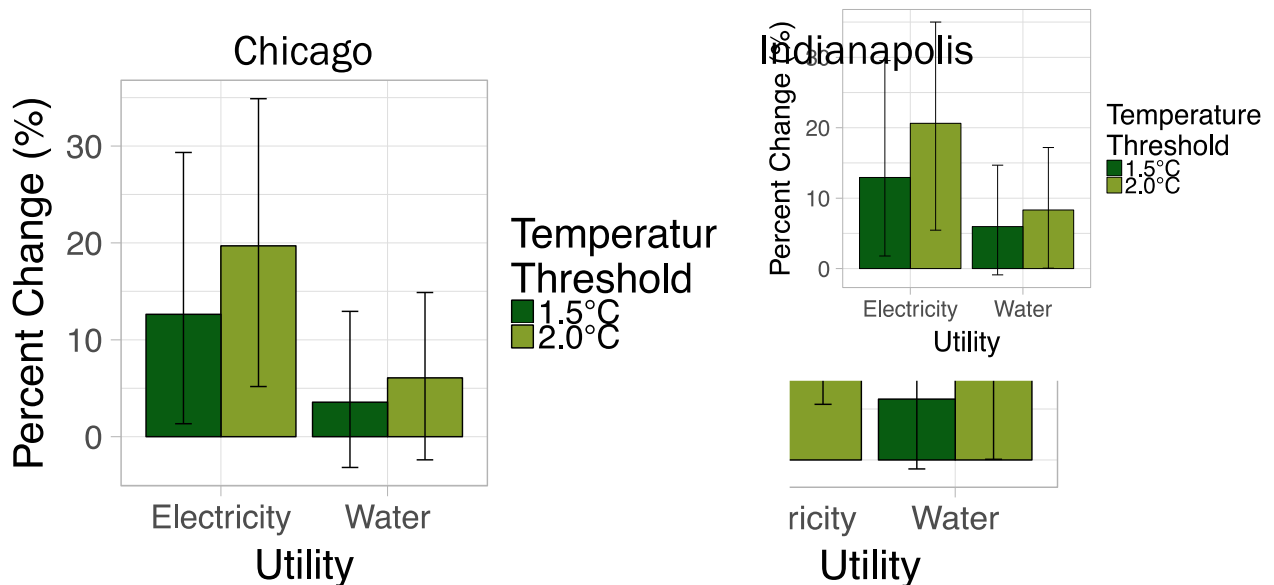 Chicago
Percent Change (%)
30
20
10
0
Electricity Water
Utility
Temperatur
Threshold
1.5°C
2.0°C
Indianapolis
Percent Change (%)
30
20
10
0
Electricity Water
Utility
Temperature
Threshold
1.5°C
2.0°C
ricity Water
Utility